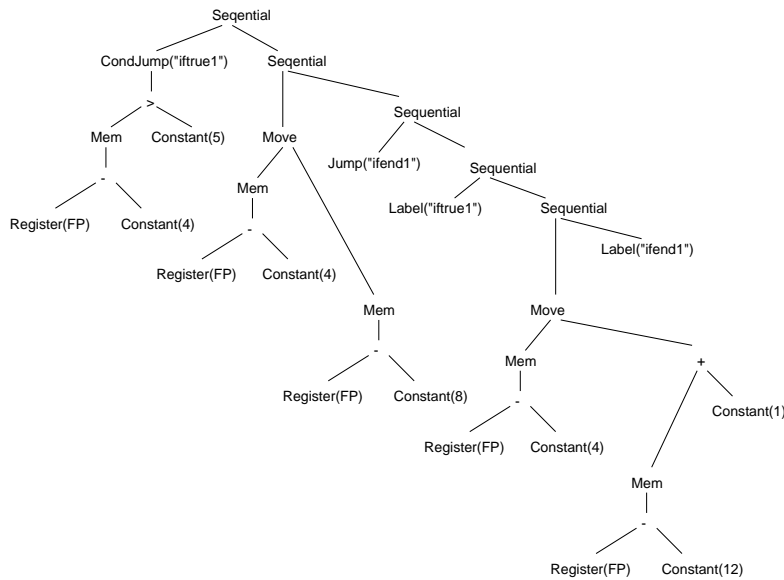 Seqential
CondJump("iftrue1") Seqential
> Sequential
Mem Constant(5) Move Jump("ifend1") Sequential
- Mem Label("iftrue1") Sequential
Register(FP) Constant(4) - Label("ifend1")
Register(FP) Constant(4)
Mem Move
- Mem +
Register(FP) Constant(8) - Constant(1)
Register(FP) Constant(4)
Mem
-
Register(FP) Constant(12)